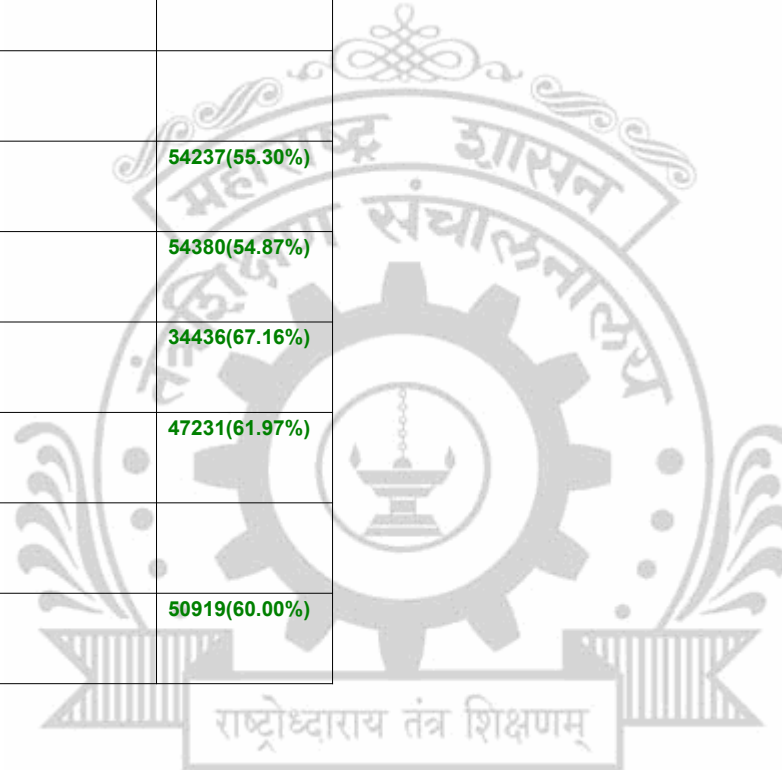 महाराष्ट्र शासन
तंत्रशिक्षण संचालनालय
54237(55.30%)
54380(54.87%)
34436(67.16%)
47231(61.97%)
50919(60.00%)
राष्ट्रोध्दाराय तंत्र शिक्षणम्